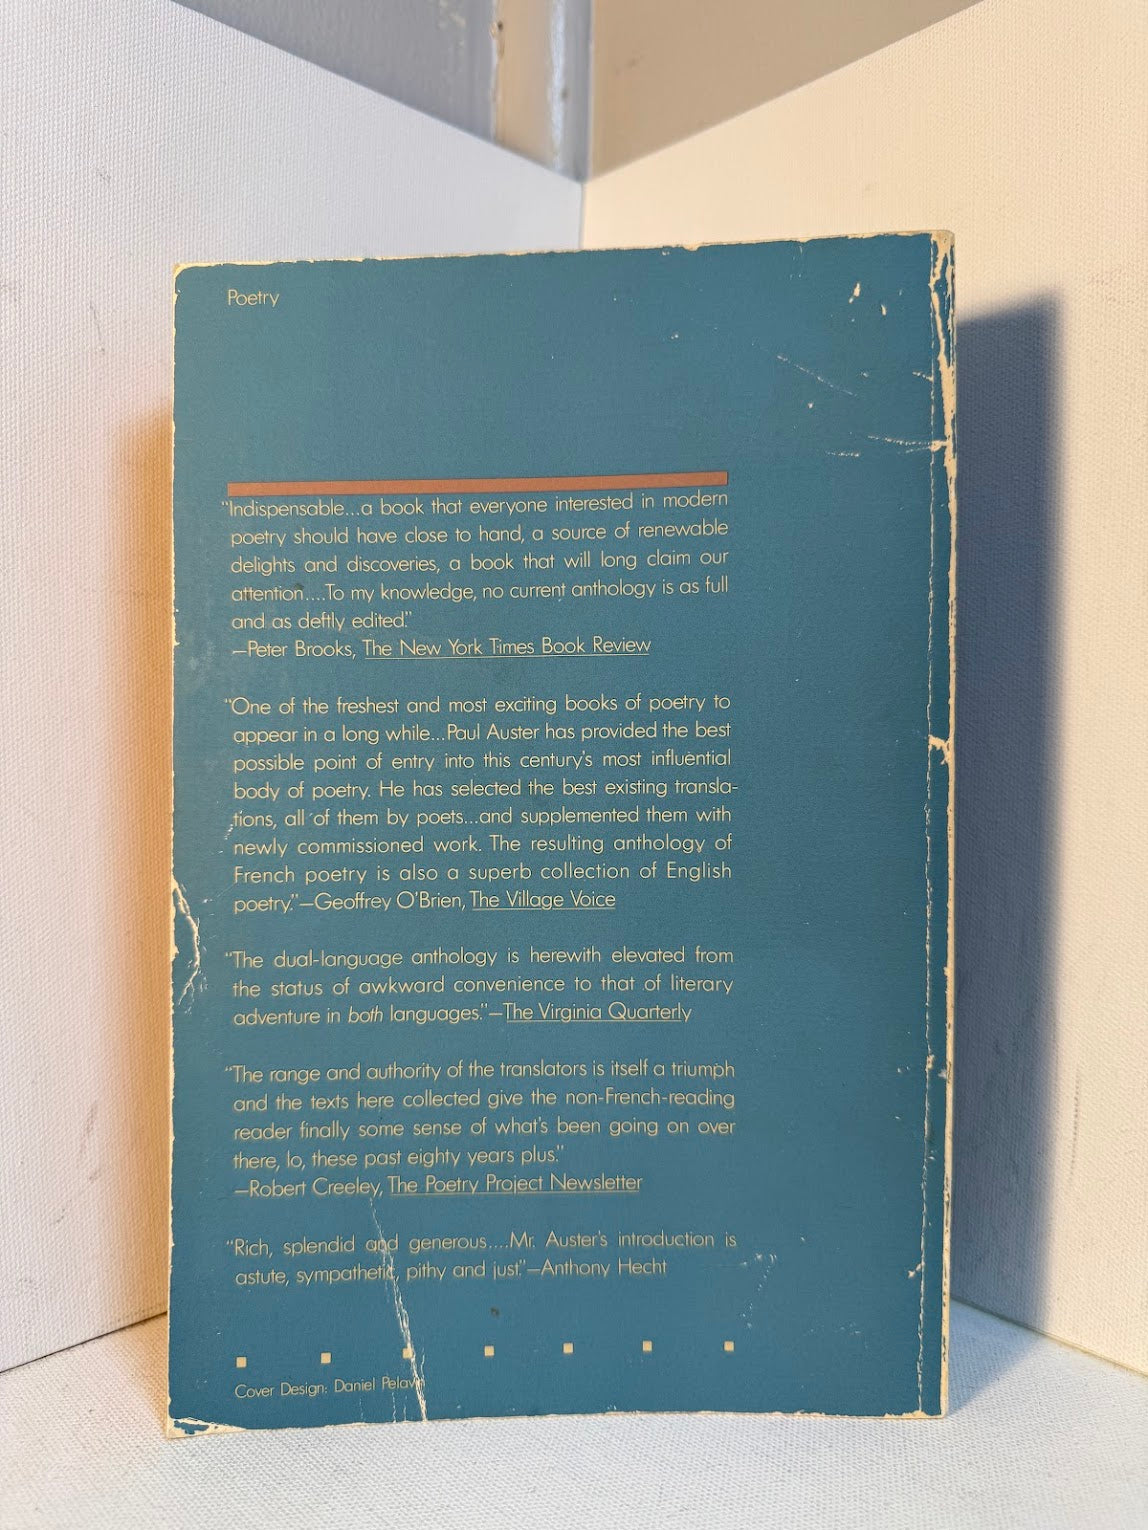 Poetry
"Indispensable...a book that everyone interested in modern
poetry should have close to hand, a source of renewable
delights and discoveries, a book that will long claim our
attention....To my knowledge, no current anthology is as full
and as deftly edited."
—Peter Brooks, The New York Times Book Review
"One of the freshest and most exciting books of poetry to
appear in a long while...Paul Auster has provided the best
possible point of entry into this century's most influential
body of poetry. He has selected the best existing transla-
tions, all of them by poets...and supplemented them with
newly commissioned work. The resulting anthology of
French poetry is also a superb collection of English
poetry."—Geoffrey O'Brien, The Village Voice
"The dual-language anthology is herewith elevated from
the status of awkward convenience to that of literary
adventure in both languages."—The Virginia Quarterly
"The range and authority of the translators is itself a triumph
and the texts here collected give the non-French-reading
reader finally some sense of what's been going on over
there, lo, these past eighty years plus."
—Robert Creeley, The Poetry Project Newsletter
"Rich, splendid and generous....Mr. Auster's introduction is
astute, sympathetic, pithy and just."—Anthony Hecht
Cover Design: Daniel Pelavin